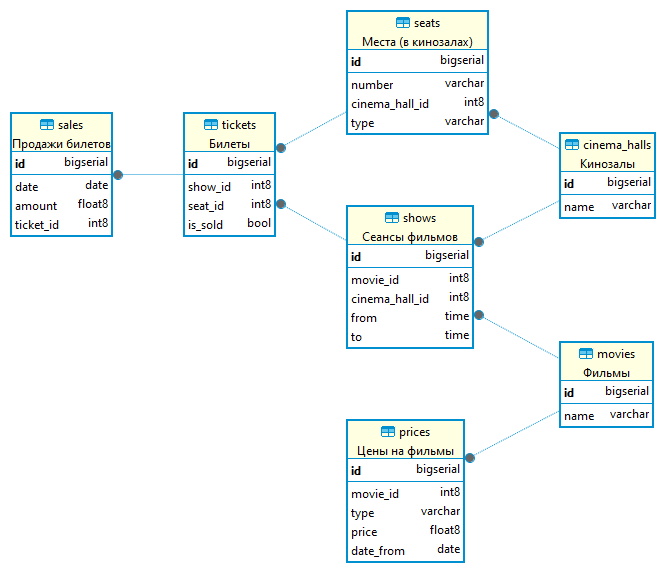 seats
Места (в кинозалах)
id bigserial
number varchar
cinema_hall_id int8
type varchar
sales
Продажи билетов
id bigserial
date date
amount float8
ticket_id int8
tickets
Билеты
id bigserial
show_id int8
seat_id int8
is_sold bool
cinema_halls
Кинозалы
id bigserial
name varchar
shows
Сеансы фильмов
id bigserial
movie_id int8
cinema_hall_id int8
from time
to time
movies
Фильмы
id bigserial
name varchar
prices
Цены на фильмы
id bigserial
movie_id int8
type varchar
price float8
date_from date